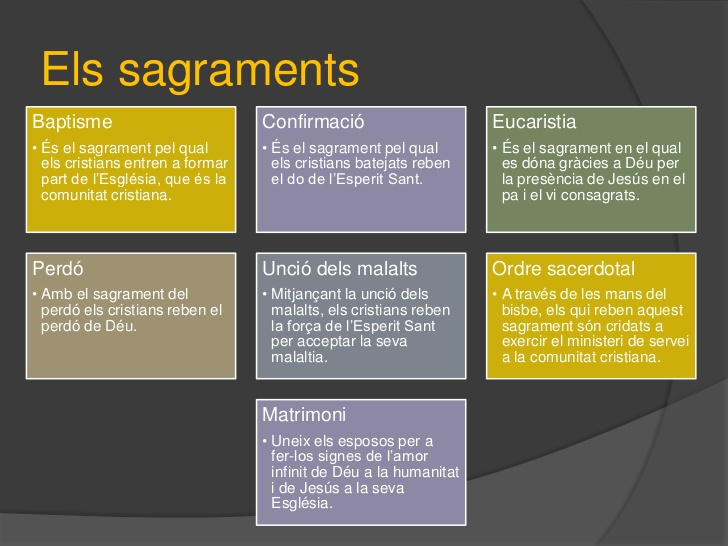 Els sagraments
Baptisme
• És el sagrament pel qual
els cristians entren a formar
part de l'Església, que és la
comunitat cristiana.
Confirmació
• És el sagrament pel qual
els cristians batejats reben
el do de l'Esperit Sant.
Eucaristia
• És el sagrament en el qual
es dóna gràcies a Déu per
la presència de Jesús en el
pa i el vi consagrats.
Perdó
• Amb el sagrament del
perdó els cristians reben el
perdó de Déu.
Unció dels malalts
• Mitjançant la unció dels
malalts, els cristians reben
la força de l'Esperit Sant
per acceptar la seva
malaltia.
Ordre sacerdotal
• A través de les mans del
bisbe, els qui reben aquest
sagrament són cridats a
exercir el ministeri de servei
a la comunitat cristiana.
Matrimoni
• Uneix els esposos per a
fer-los signes de l'amor
infinit de Déu a la humanitat
i de Jesús a la seva
Església.